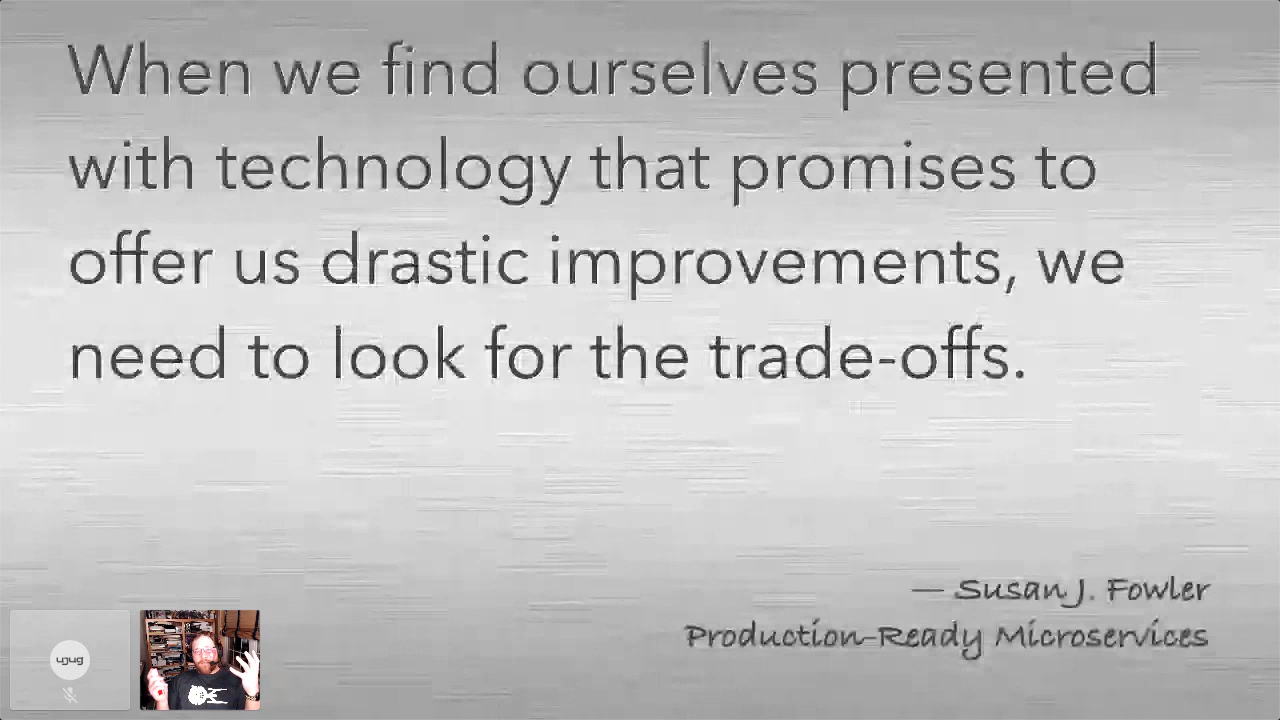 When we find ourselves presented
with technology that promises to
offer us drastic improvements, we
need to look for the trade-offs.
— Susan J. Fowler
Production-Ready Microservices
ujug